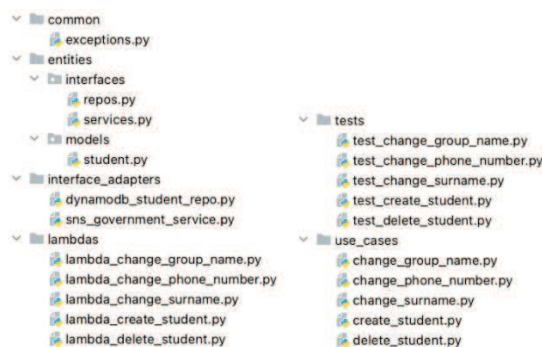 common
exceptions.py
entities
interfaces
repos.py
services.py
models
student.py
interface_adapters
dynamodb_student_repo.py
sns_government_service.py
lambdas
lambda_change_group_name.py
lambda_change_phone_number.py
lambda_change_surname.py
lambda_create_student.py
lambda_delete_student.py
tests
test_change_group_name.py
test_change_phone_number.py
test_change_surname.py
test_create_student.py
test_delete_student.py
use_cases
change_group_name.py
change_phone_number.py
change_surname.py
create_student.py
delete_student.py